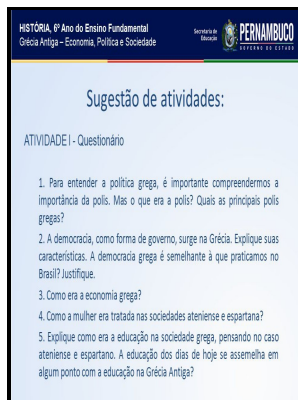 HISTÓRIA, 6º Ano do Ensino Fundamental
Grécia Antiga – Economia, Política e Sociedade
Secretaria de
Educação
PERNAMBUCO
GOVERNO DO ESTADO
Sugestão de atividades:
ATIVIDADE I - Questionário
1. Para entender a política grega, é importante compreendermos a
importância da polis. Mas o que era a polis? Quais as principais polis
gregas?
2. A democracia, como forma de governo, surge na Grécia. Explique suas
características. A democracia grega é semelhante à que praticamos no
Brasil? Justifique.
3. Como era a economia grega?
4. Como a mulher era tratada nas sociedades ateniense e espartana?
5. Explique como era a educação na sociedade grega, pensando no caso
ateniense e espartano. A educação dos dias de hoje se assemelha em
algum ponto com a educação na Grécia Antiga?